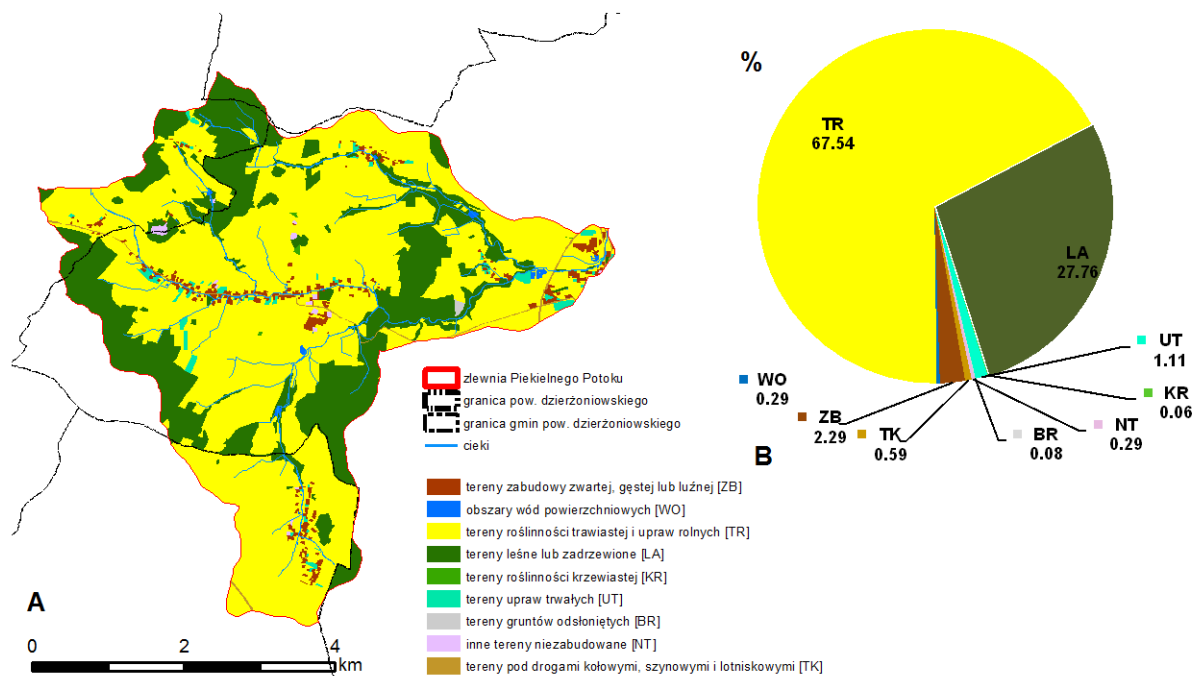 %
TR
67.54
LA
27.76
UT
1.11
KR
0.06
NT
0.29
BR
0.08
TK
0.59
ZB
2.29
WO
0.29
B
zlewnia Piekielnego Potoku
granica pow. dzierżoniowskiego
granica gmin pow. dzierżoniowskiego
cieki
tereny zabudowy zwartej, gęstej lub luźnej [ZB]
obszary wód powierzchniowych [WO]
tereny roślinności trawiastej i upraw rolnych [TR]
tereny leśne lub zadrzewione [LA]
tereny roślinności krzewiastej [KR]
tereny upraw trwałych [UT]
tereny gruntów odsłoniętych [BR]
inne tereny niezabudowane [NT]
tereny pod drogami kołowymi, szynowymi i lotniskowymi [TK]
A
0 2 4
km